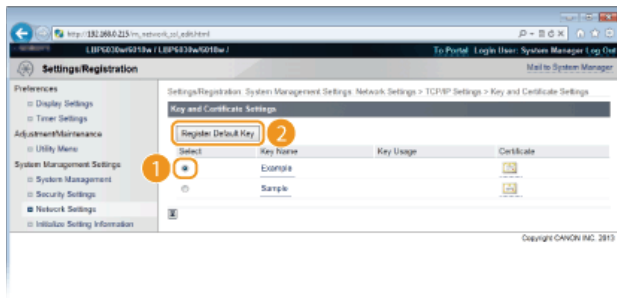 http://192.168.0.215/m_network_ssl_edit.html
LBP6030w/6018w / LBP6030w/6018w /
To Portal Login User: System Manager Log Out
Settings/Registration
Mail to System Manager
Preferences
Display Settings
Timer Settings
Adjustment/Maintenance
Utility Menu
System Management Settings
System Management
Security Settings
Network Settings
Initialize Setting Information
Settings/Registration: System Management Settings: Network Settings > TCP/IP Settings > Key and Certificate Settings
Key and Certificate Settings
Register Default Key
2
Select
Key Name
Key Usage
Certificate
1
Example
Sample
Copyright CANON INC. 2013